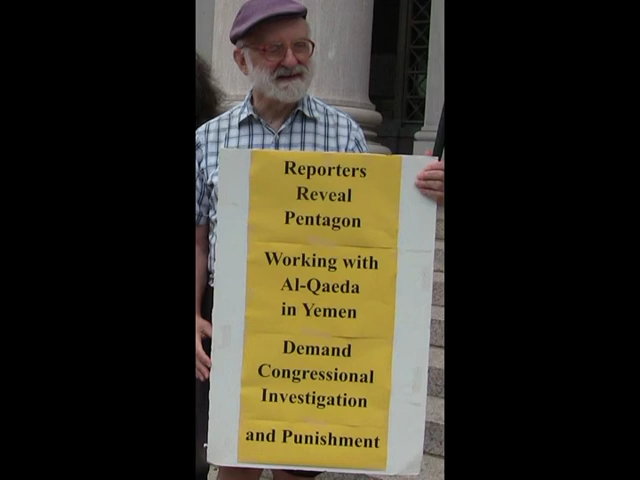 Reporters
Reveal
Pentagon
Working with
Al-Qaeda
in Yemen
Demand
Congressional
Investigation
and Punishment